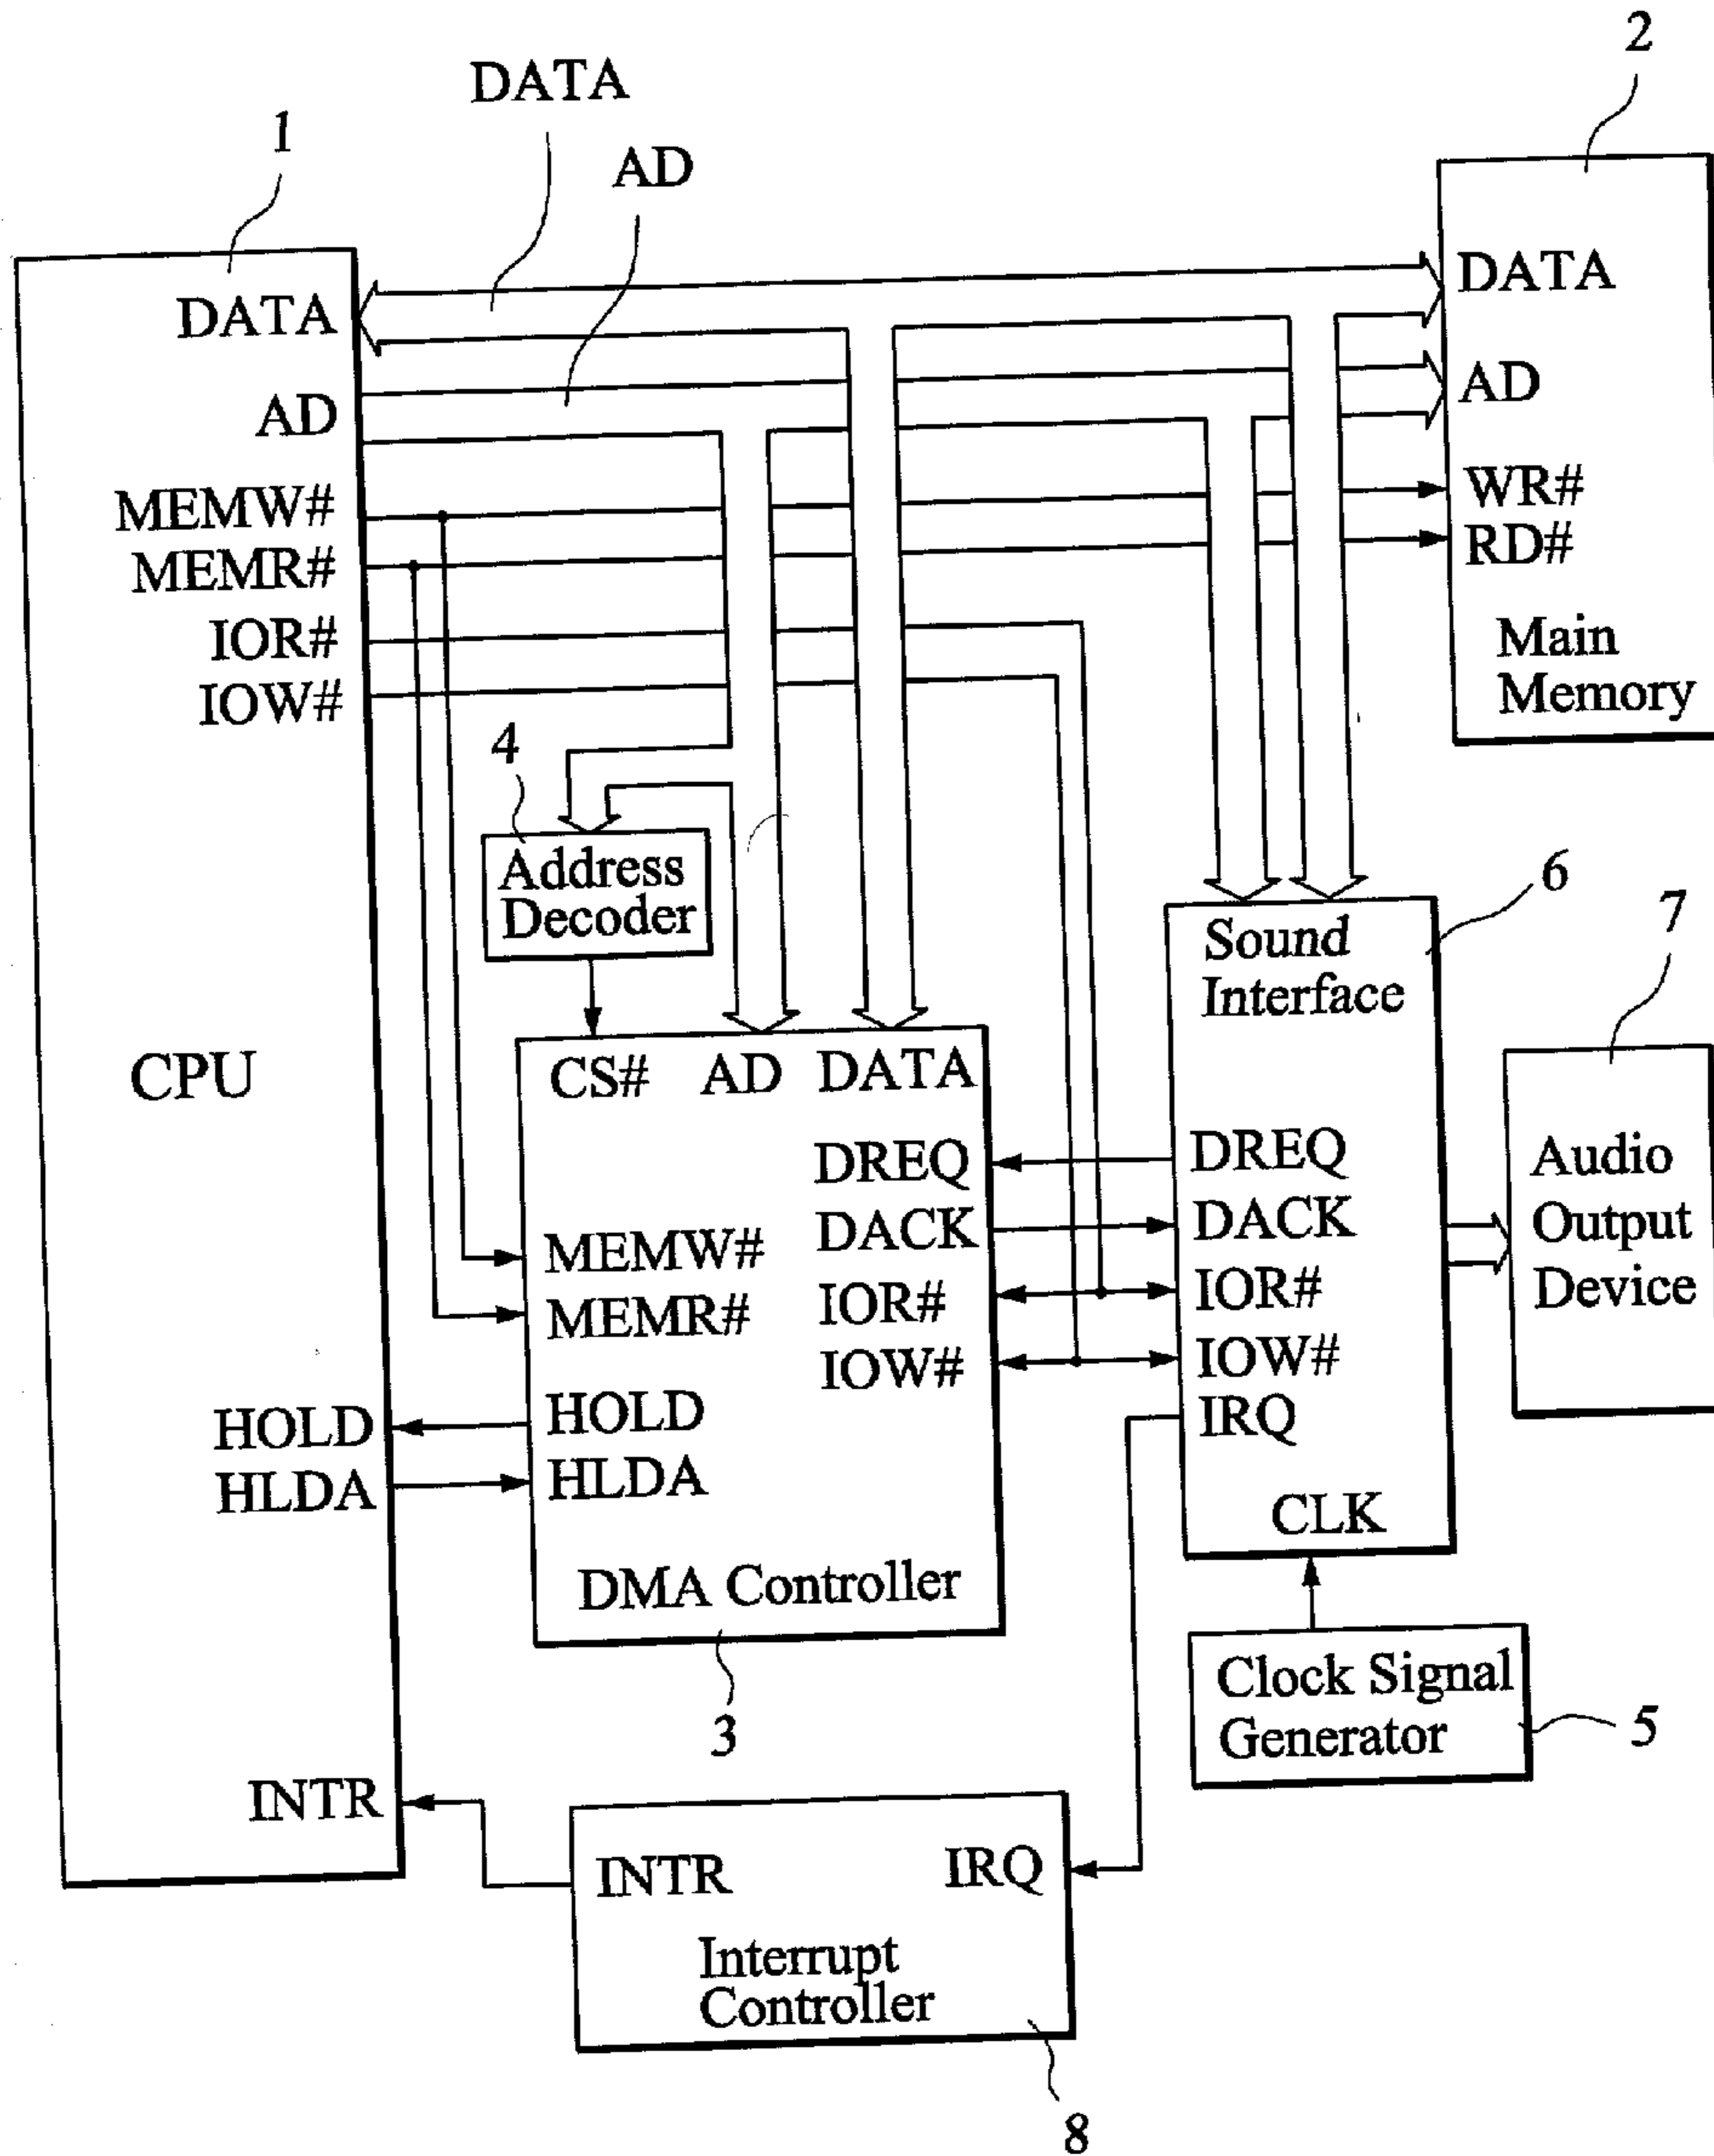 2
DATA
1
AD
DATA
DATA
AD
AD
MEMW#
WR#
MEMR#
RD#
IOR#
Main
IOW#
Memory
4
Address
Decoder
6
Sound
Interface
7
CPU
CS# AD DATA
DREQ
DREQ
Audio
DACK
DACK
Output
MEMW#
IOR#
IOR#
Device
MEMR#
IOW#
IOW#
HOLD
HOLD
IRQ
HLDA
HLDA
CLK
DMA Controller
3
Clock Signal
Generator
5
INTR
INTR
IRQ
Interrupt
Controller
8